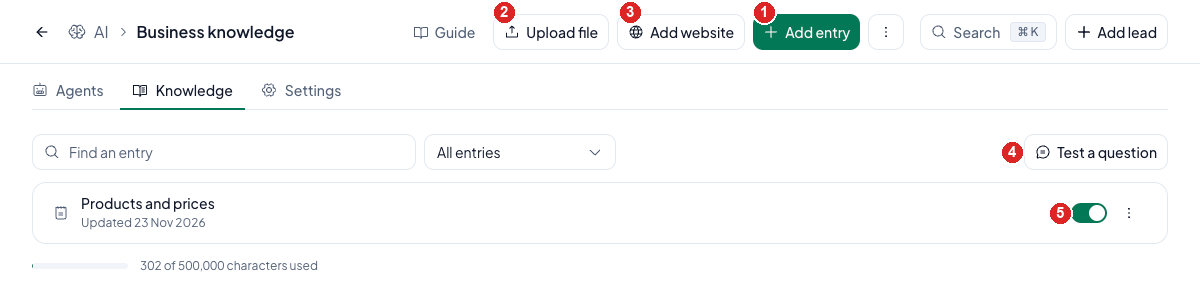 AI > Business knowledge
Guide
2
Upload file
3
Add website
1
Add entry
Search ⌘ K
Add lead
Agents
Knowledge
Settings
Find an entry
All entries
4
Test a question
Products and prices
Updated 23 Nov 2026
5
302 of 500,000 characters used